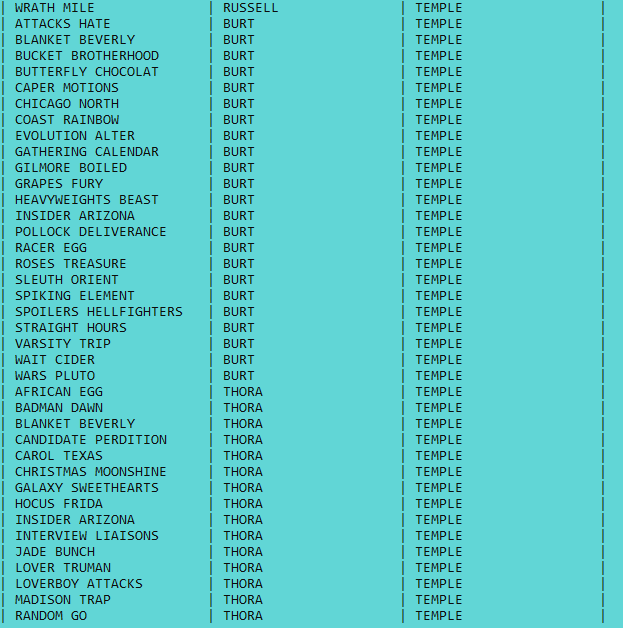 | WRATH MILE | RUSSELL | TEMPLE |
| ATTACKS HATE | BURT | TEMPLE |
| BLANKET BEVERLY | BURT | TEMPLE |
| BUCKET BROTHERHOOD | BURT | TEMPLE |
| BUTTERFLY CHOCOLAT | BURT | TEMPLE |
| CAPER MOTIONS | BURT | TEMPLE |
| CHICAGO NORTH | BURT | TEMPLE |
| COAST RAINBOW | BURT | TEMPLE |
| EVOLUTION ALTER | BURT | TEMPLE |
| GATHERING CALENDAR | BURT | TEMPLE |
| GILMORE BOILED | BURT | TEMPLE |
| GRAPES FURY | BURT | TEMPLE |
| HEAVYWEIGHTS BEAST | BURT | TEMPLE |
| INSIDER ARIZONA | BURT | TEMPLE |
| POLLOCK DELIVERANCE | BURT | TEMPLE |
| RACER EGG | BURT | TEMPLE |
| ROSES TREASURE | BURT | TEMPLE |
| SLEUTH ORIENT | BURT | TEMPLE |
| SPIKING ELEMENT | BURT | TEMPLE |
| SPOILERS HELLFIGHTERS | BURT | TEMPLE |
| STRAIGHT HOURS | BURT | TEMPLE |
| VARSITY TRIP | BURT | TEMPLE |
| WAIT CIDER | BURT | TEMPLE |
| WARS PLUTO | BURT | TEMPLE |
| AFRICAN EGG | THORA | TEMPLE |
| BADMAN DAWN | THORA | TEMPLE |
| BLANKET BEVERLY | THORA | TEMPLE |
| CANDIDATE PERDITION | THORA | TEMPLE |
| CAROL TEXAS | THORA | TEMPLE |
| CHRISTMAS MOONSHINE | THORA | TEMPLE |
| GALAXY SWEETHEARTS | THORA | TEMPLE |
| HOCUS FRIDA | THORA | TEMPLE |
| INSIDER ARIZONA | THORA | TEMPLE |
| INTERVIEW LIAISONS | THORA | TEMPLE |
| JADE BUNCH | THORA | TEMPLE |
| LOVER TRUMAN | THORA | TEMPLE |
| LOVERBOY ATTACKS | THORA | TEMPLE |
| MADISON TRAP | THORA | TEMPLE |
| RANDOM GO | THORA | TEMPLE |